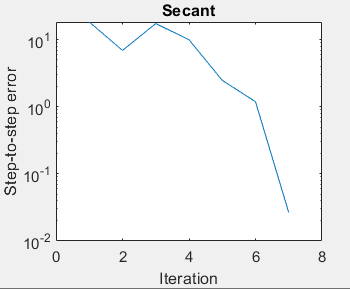 Secant
10^1
10^0
10^-1
10^-2
Step-to-step error
0 2 4 6 8
Iteration